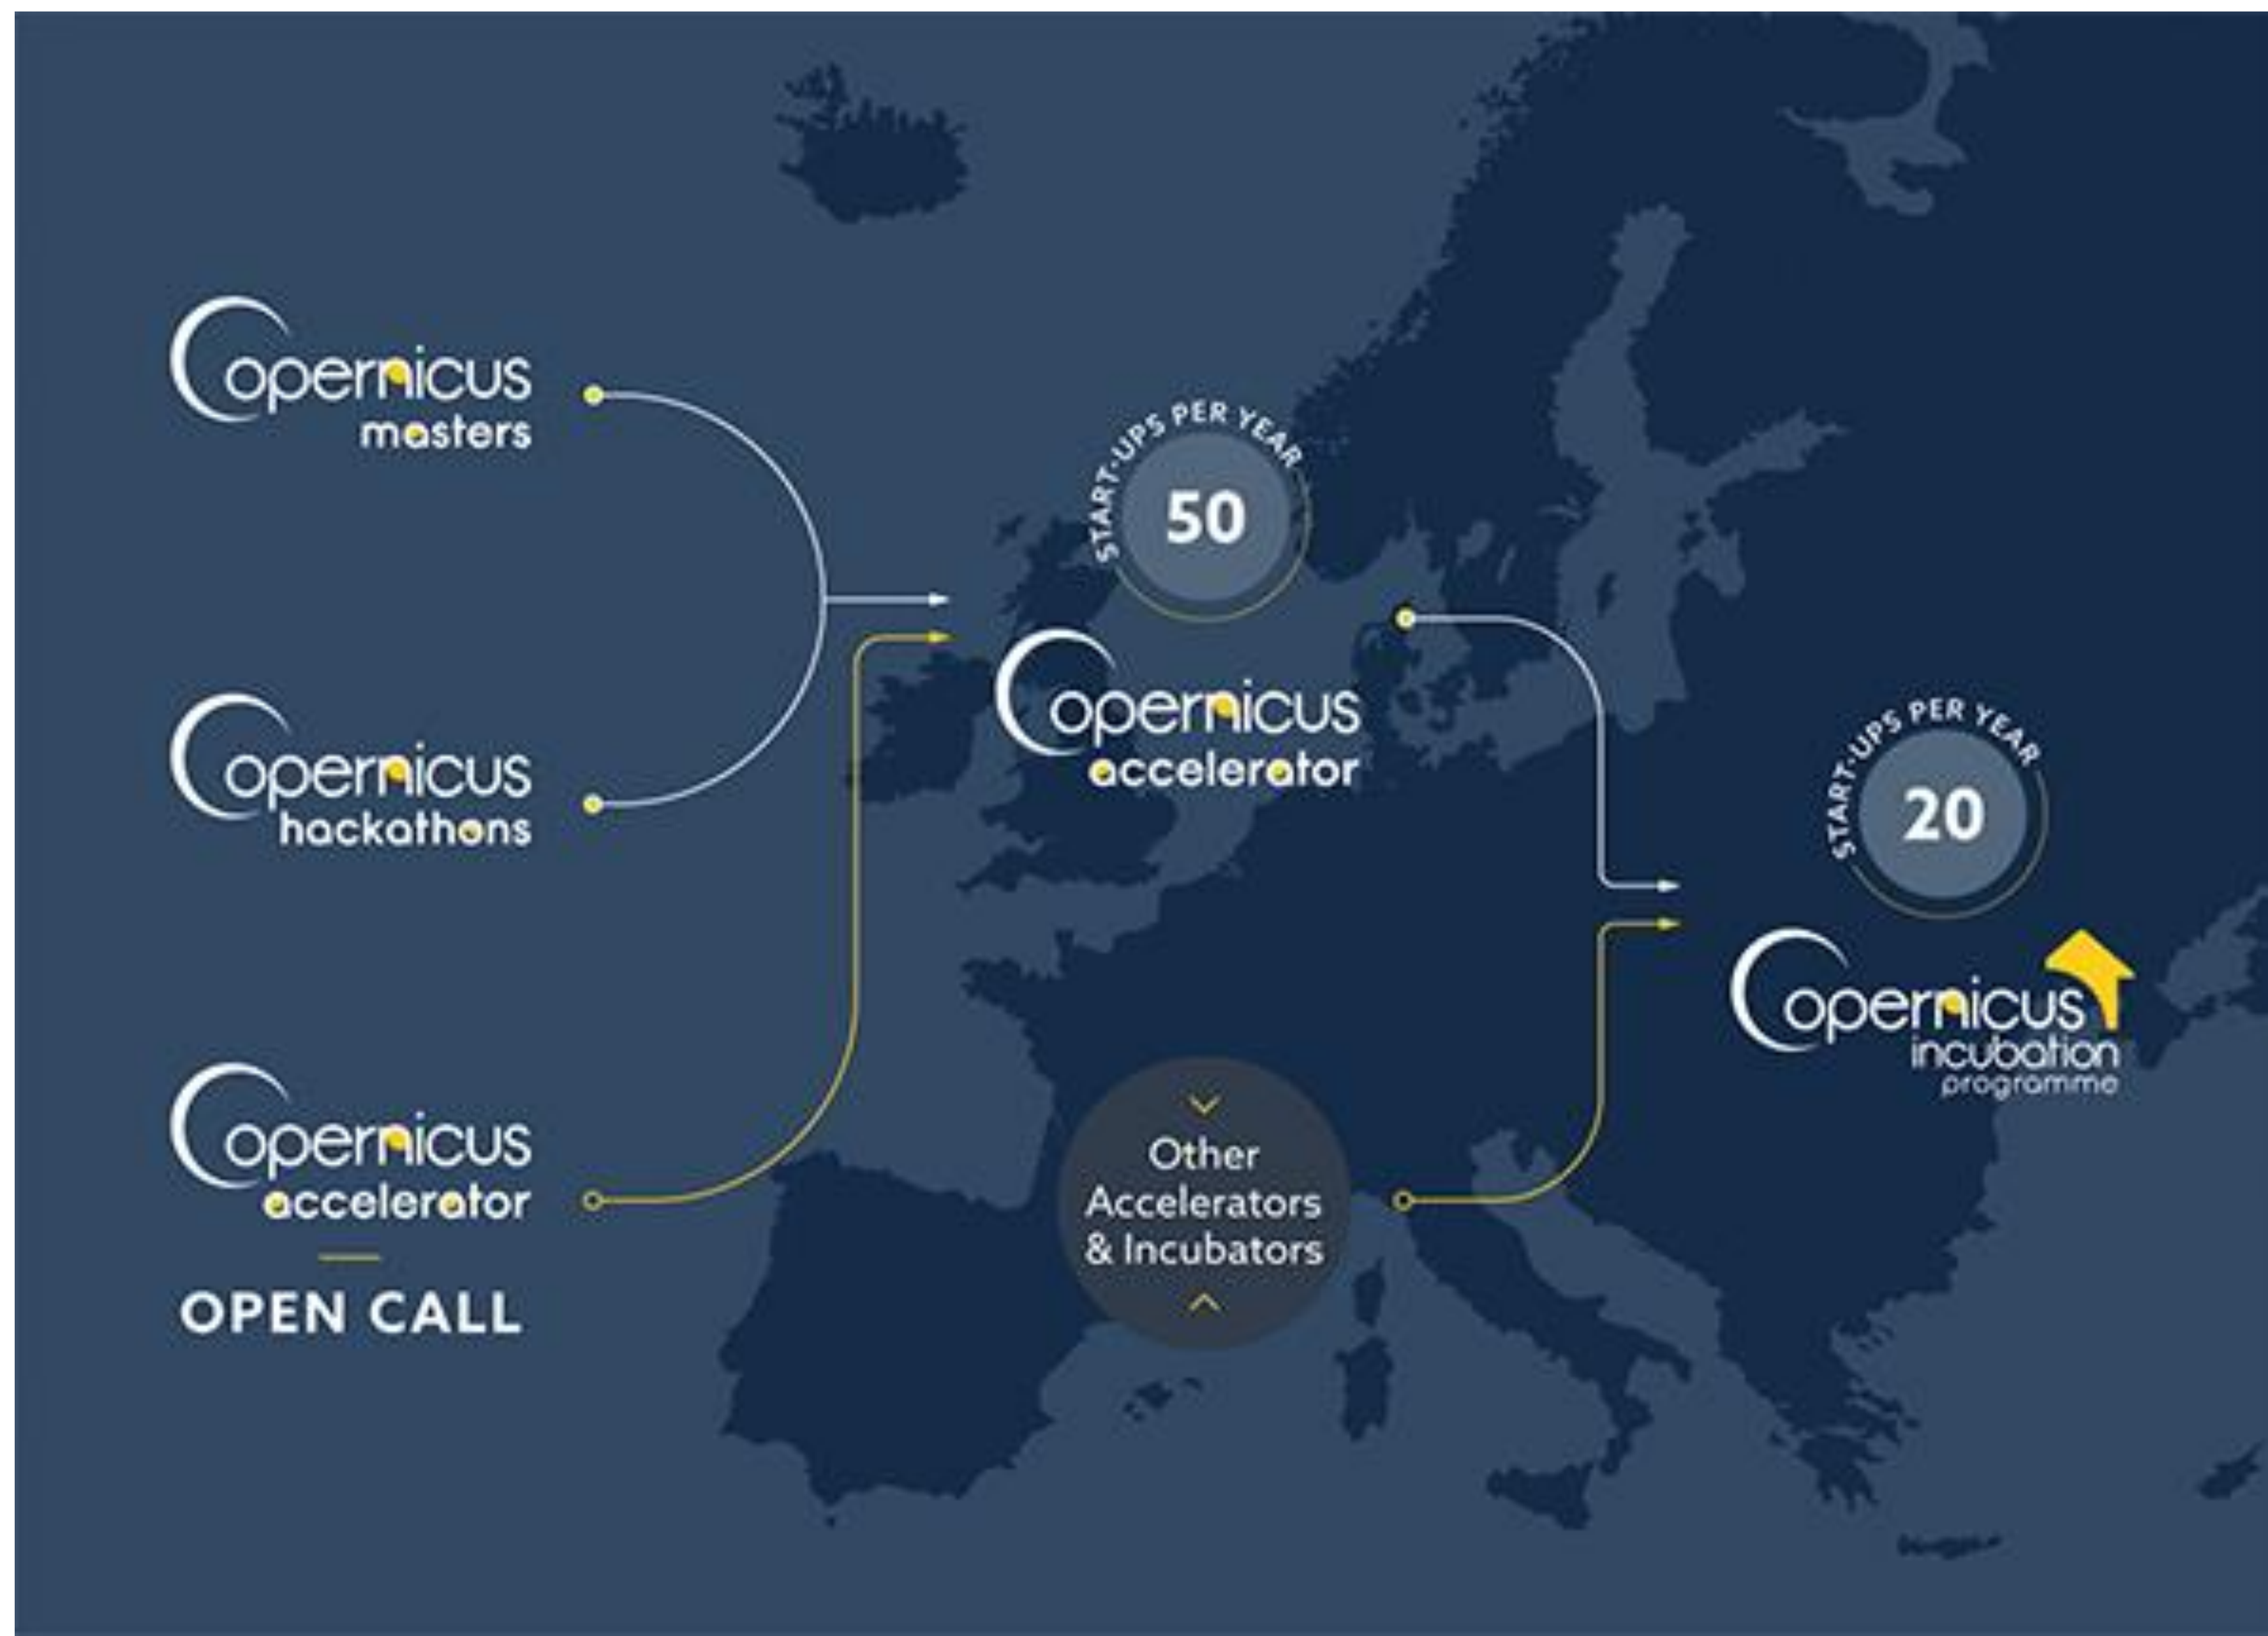 Copernicus
masters
Copernicus
hackathons
Copernicus
accelerator
OPEN CALL
START-UPS PER YEAR
50
Copernicus
accelerator
Other
Accelerators
& Incubators
START-UPS PER YEAR
20
Copernicus
incubation
programme